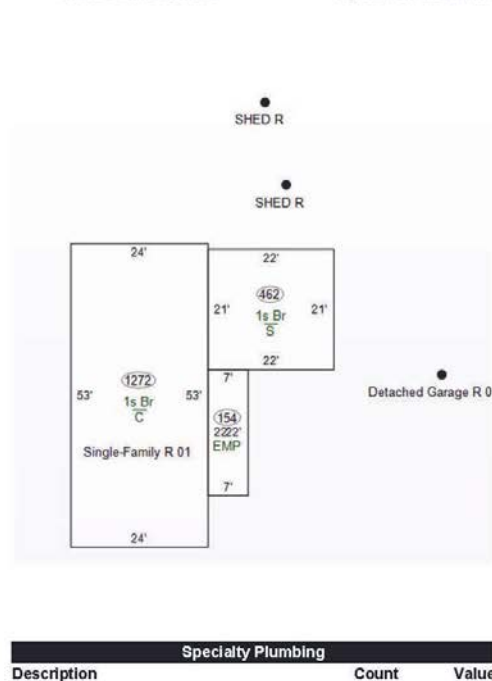 SHED R
SHED R
24'
22'
462
21' 1s Br 21'
S
22'
1272
7'
53' 1s Br 53'
C
Detached Garage R 0
154
2222'
EMP
Single-Family R 01
7'
24'
Specialty Plumbing
Description Count Value